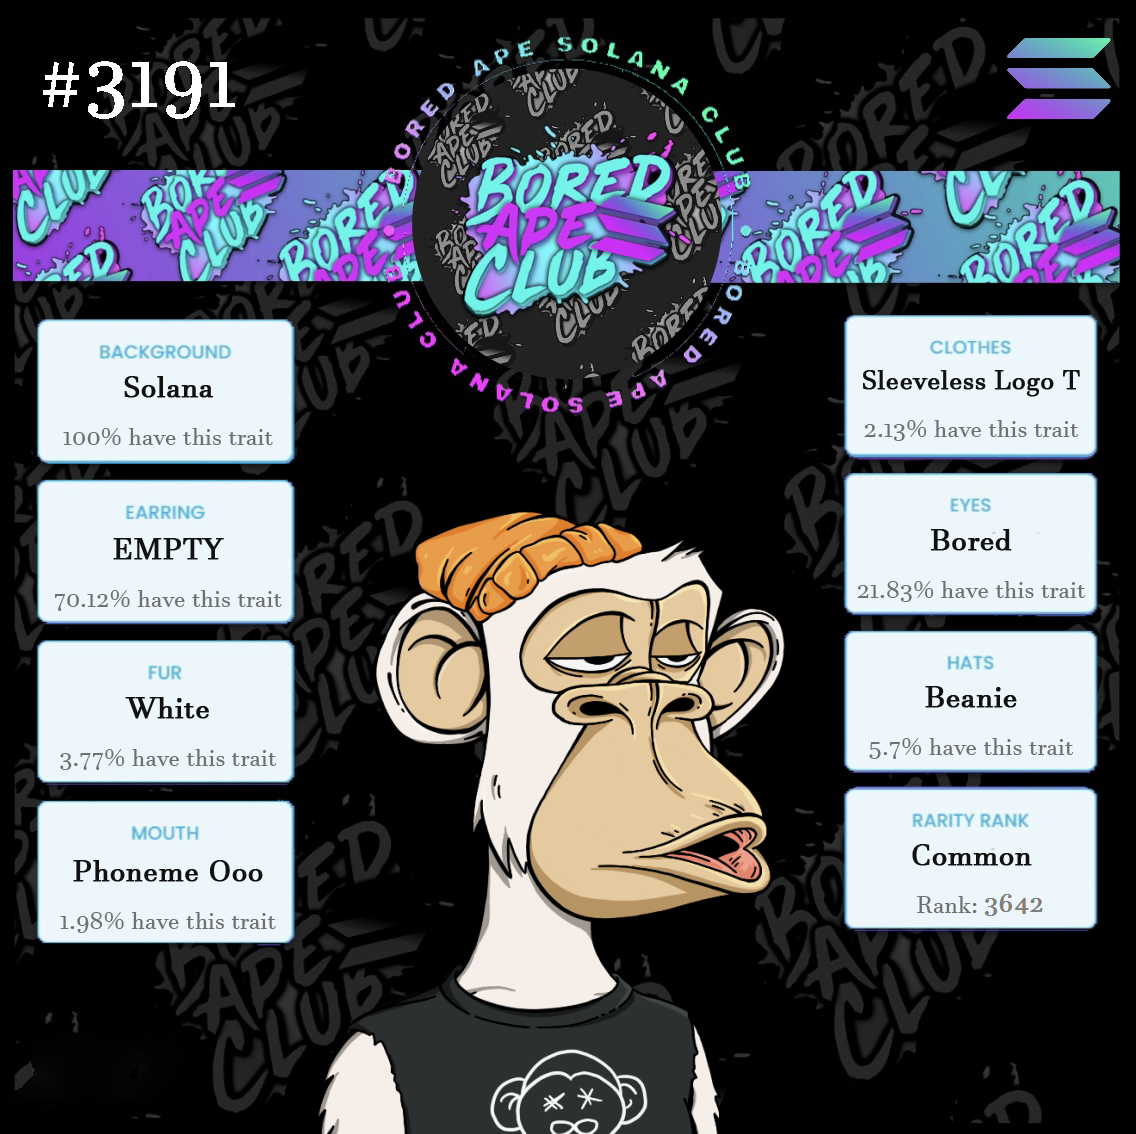 #3191
BORED APE SOLANA CLUB
BORED
APE
CLUB
BORED APE SOLANA CLUB
BACKGROUND
Solana
100% have this trait
EARRING
EMPTY
70.12% have this trait
FUR
White
3.77% have this trait
MOUTH
Phoneme Ooo
1.98% have this trait
CLOTHES
Sleeveless Logo T
2.13% have this trait
EYES
Bored
21.83% have this trait
HATS
Beanie
5.7% have this trait
RARITY RANK
Common
Rank: 3642